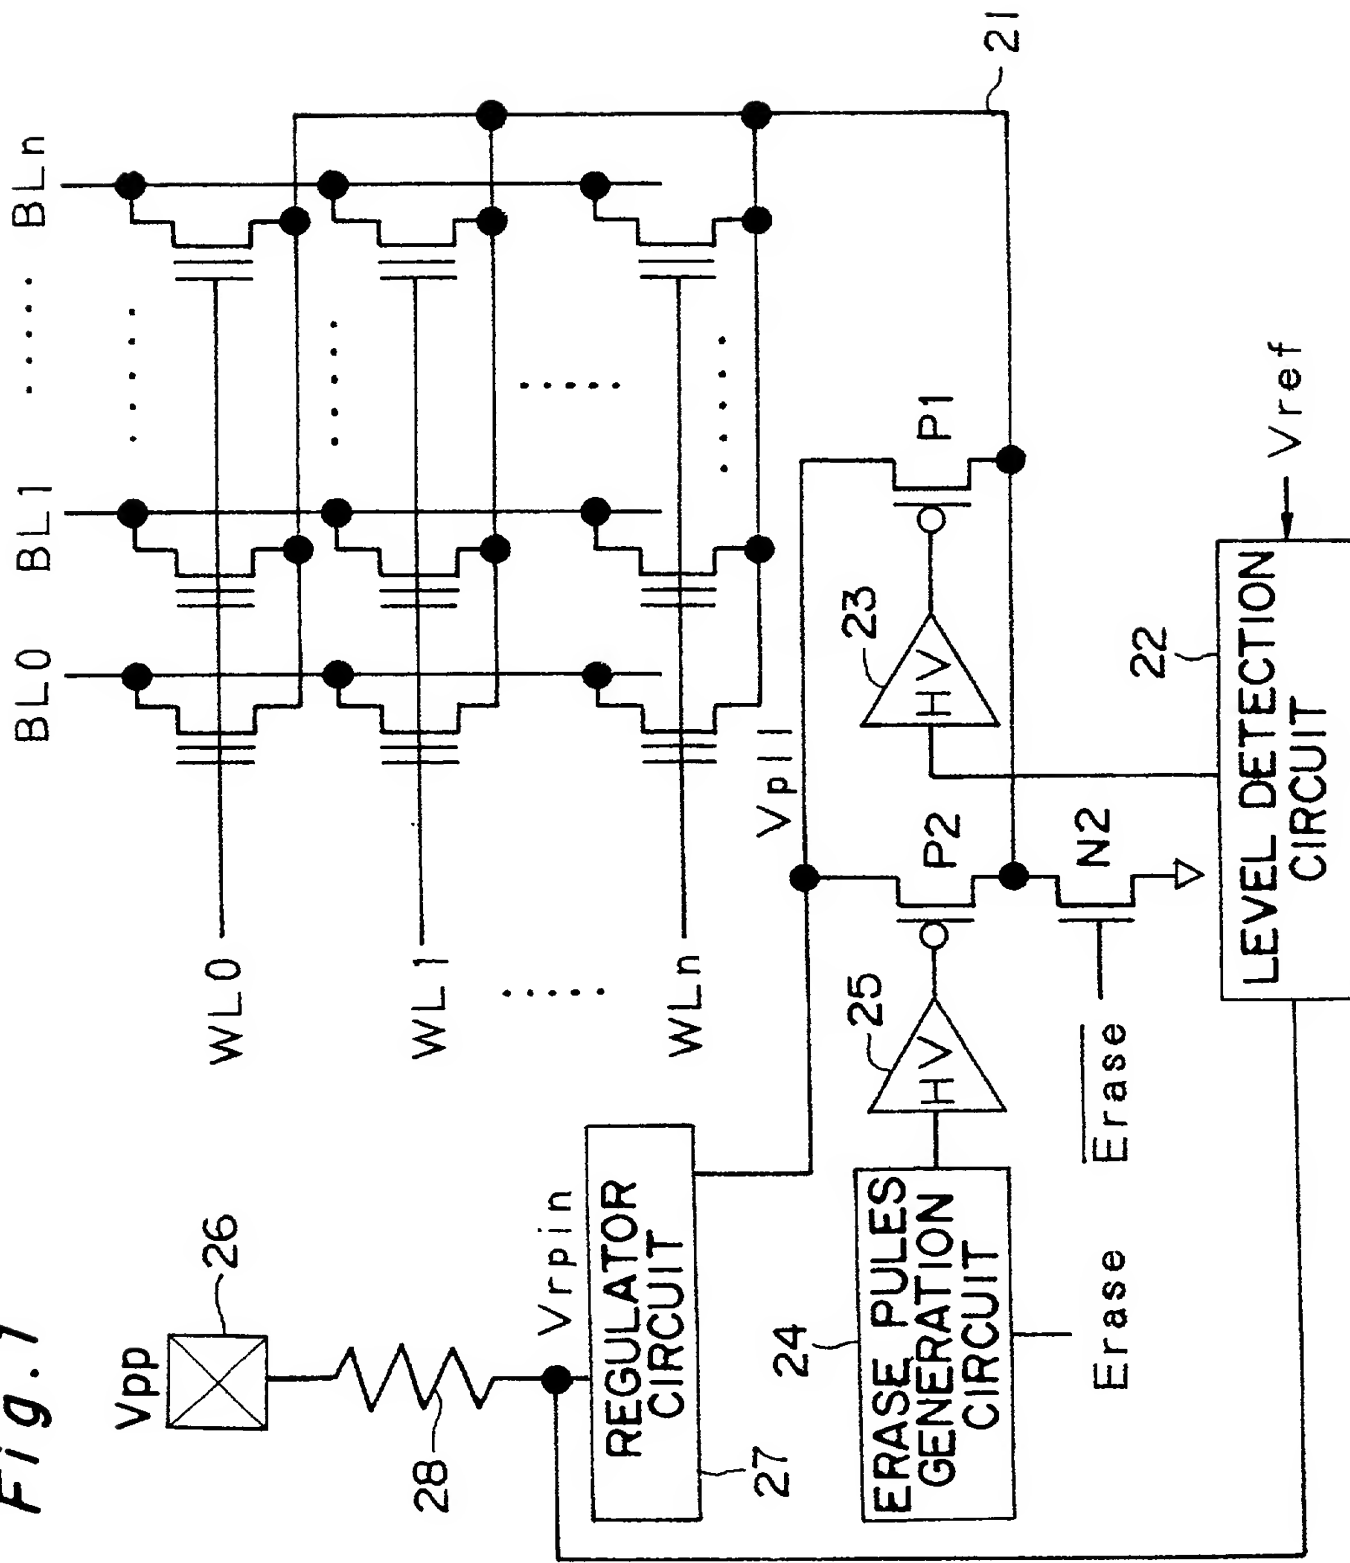 Fig.1
Vpp
26
28
Vrpin
REGULATOR
CIRCUIT
27
BL0
BL1
.....
BLn
WL0
WL1
.....
WLn
Vpll
21
24
ERASE PULES
GENERATION
CIRCUIT
Erase
25
HV
P2
N2
Erase
23
HV
P1
22
LEVEL DETECTION
CIRCUIT
Vref